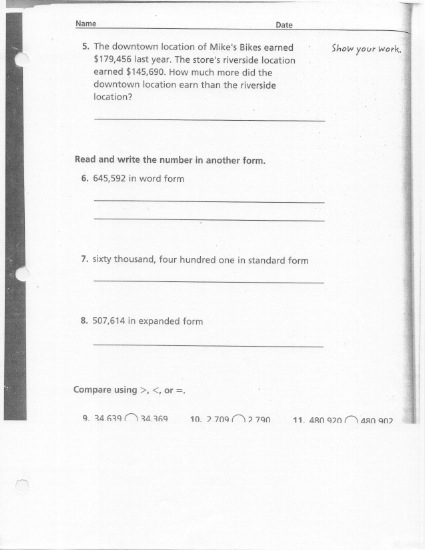 Name Date
5. The downtown location of Mike's Bikes earned Show your work.
$179,456 last year. The store's riverside location
earned $145,690. How much more did the
downtown location earn than the riverside
location?
Read and write the number in another form.
6. 645,592 in word form
7. sixty thousand, four hundred one in standard form
8. 507,614 in expanded form
Compare using >, <, or =.
9. 34,639 34,369 10. 2,709 2,790 11. 480,920 480,902